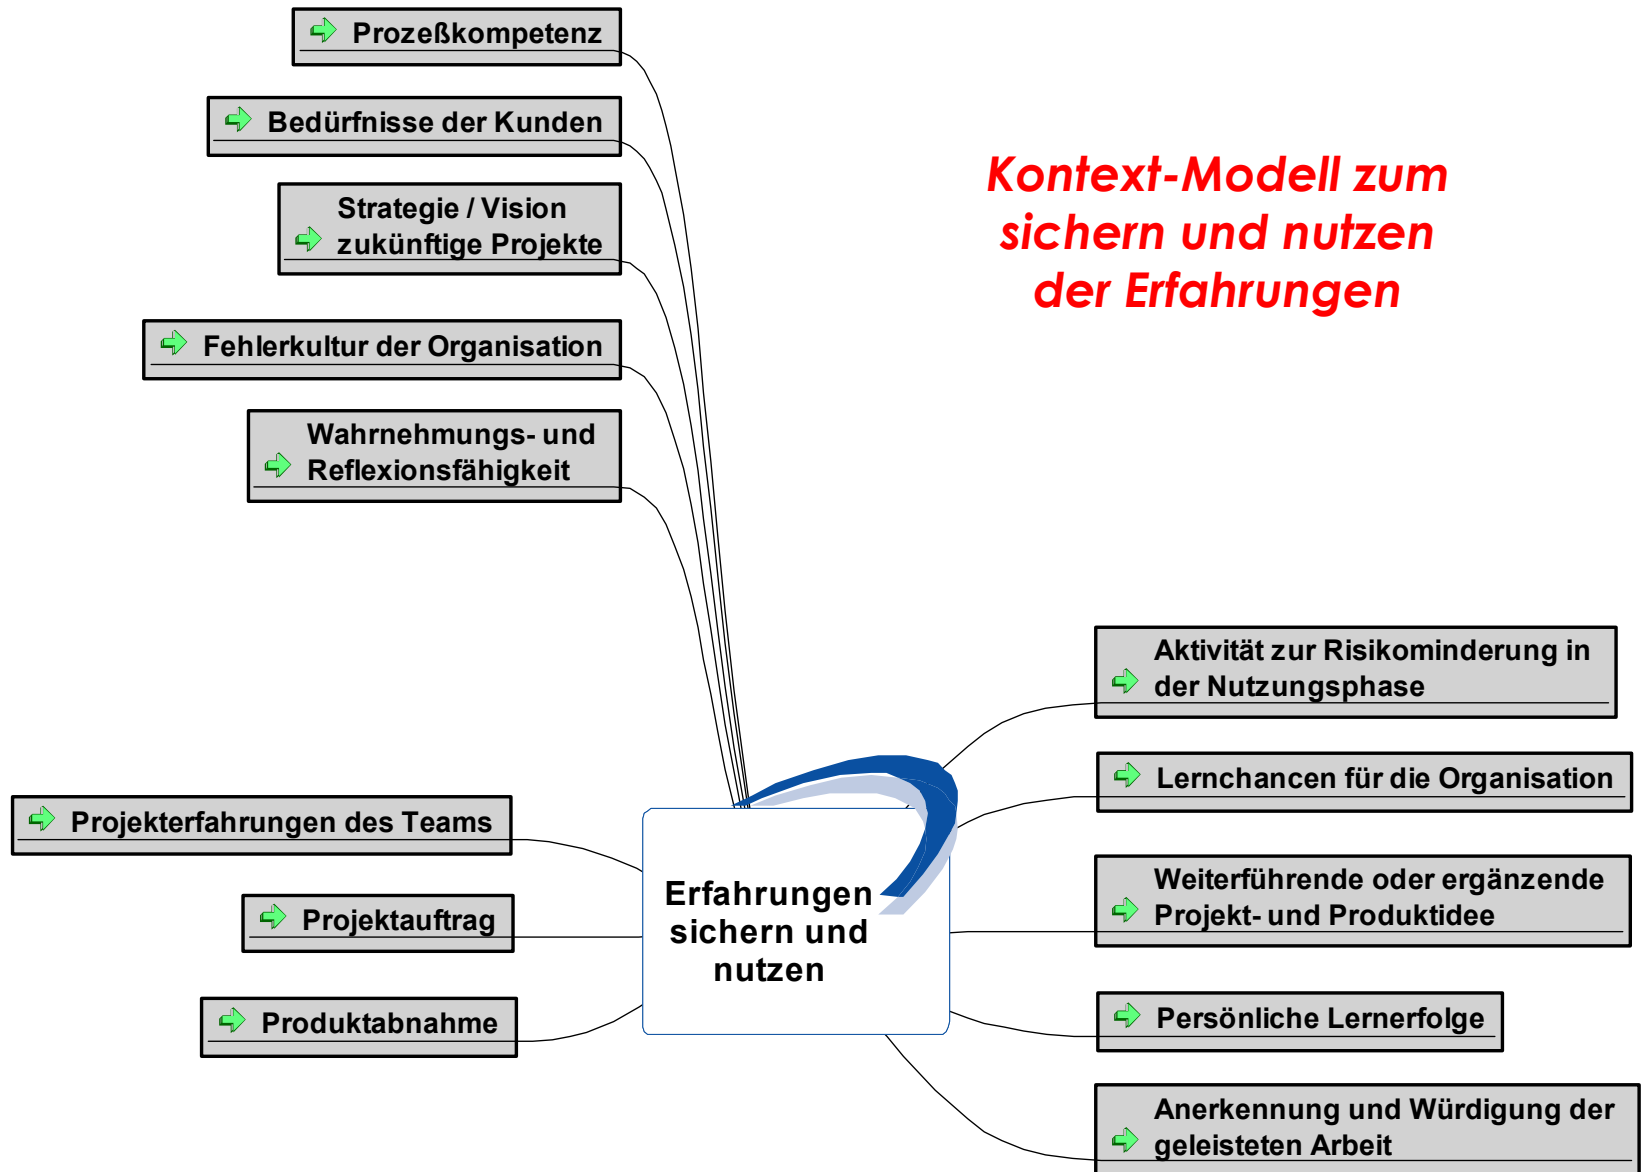 Prozeßkompetenz
Bedürfnisse der Kunden
Strategie / Vision
zukünftige Projekte
Fehlerkultur der Organisation
Wahrnehmungs- und
Reflexionsfähigkeit
Kontext-Modell zum
sichern und nutzen
der Erfahrungen
Projekterfahrungen des Teams
Projektauftrag
Produktabnahme
Erfahrungen
sichern und
nutzen
Aktivität zur Risikominderung in
der Nutzungsphase
Lernchancen für die Organisation
Weiterführende oder ergänzende
Projekt- und Produktidee
Persönliche Lernerfolge
Anerkennung und Würdigung der
geleisteten Arbeit